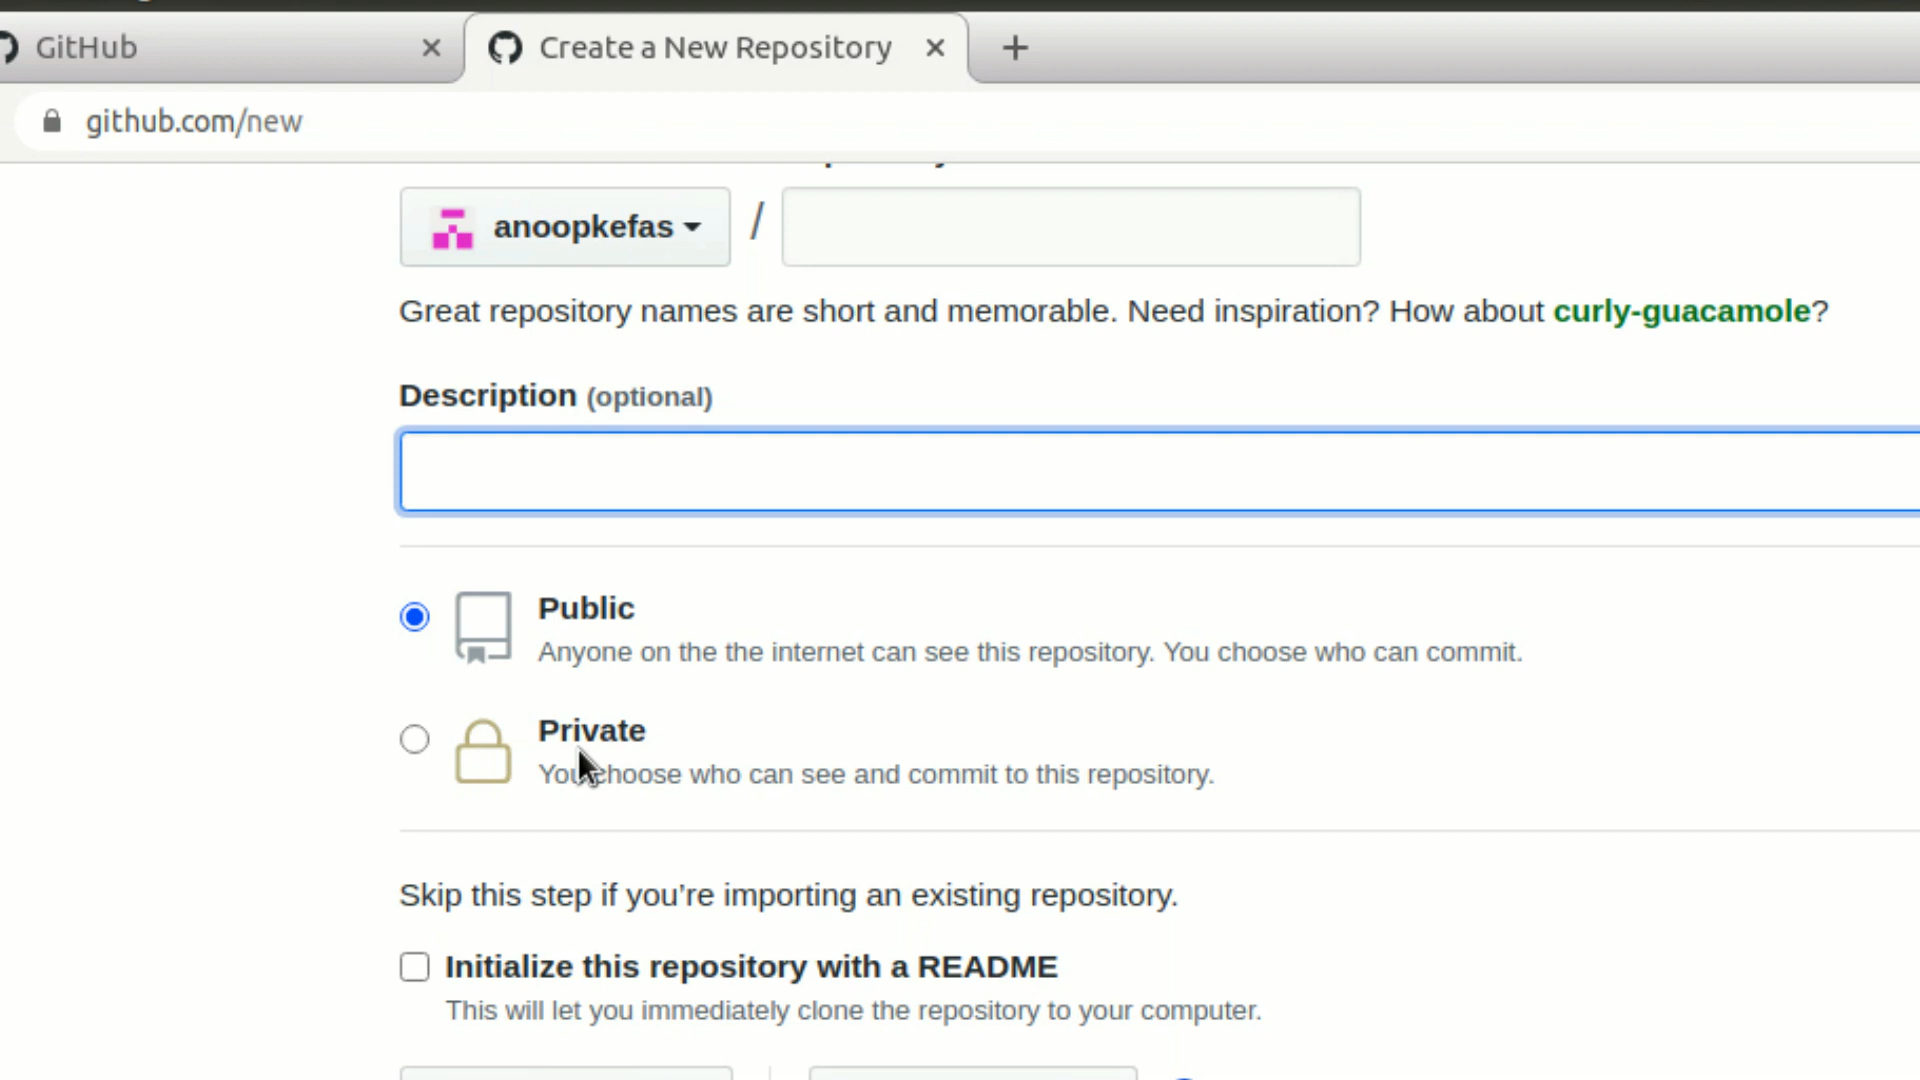 GitHub
Create a New Repository
github.com/new
anoopkefas /
Great repository names are short and memorable. Need inspiration? How about curly-guacamole?
Description (optional)
Public
Anyone on the the internet can see this repository. You choose who can commit.
Private
You choose who can see and commit to this repository.
Skip this step if you’re importing an existing repository.
Initialize this repository with a README
This will let you immediately clone the repository to your computer.